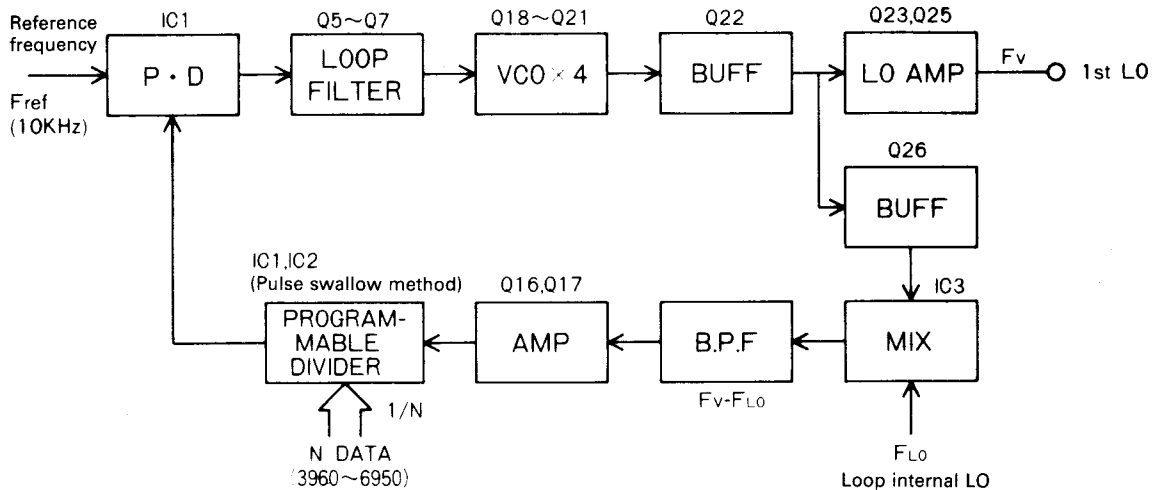 Reference
frequency
Fref
(10KHz)
IC1
P・D
Q5～Q7
LOOP
FILTER
Q18～Q21
VCO × 4
Q22
BUFF
Q23,Q25
LO AMP
Fv
1st LO
Q26
BUFF
IC1,IC2
(Pulse swallow method)
PROGRAM-
MABLE
DIVIDER
1/N
N DATA
(3960～6950)
Q16,Q17
AMP
B.P.F
Fv-FLO
IC3
MIX
FLO
Loop internal LO